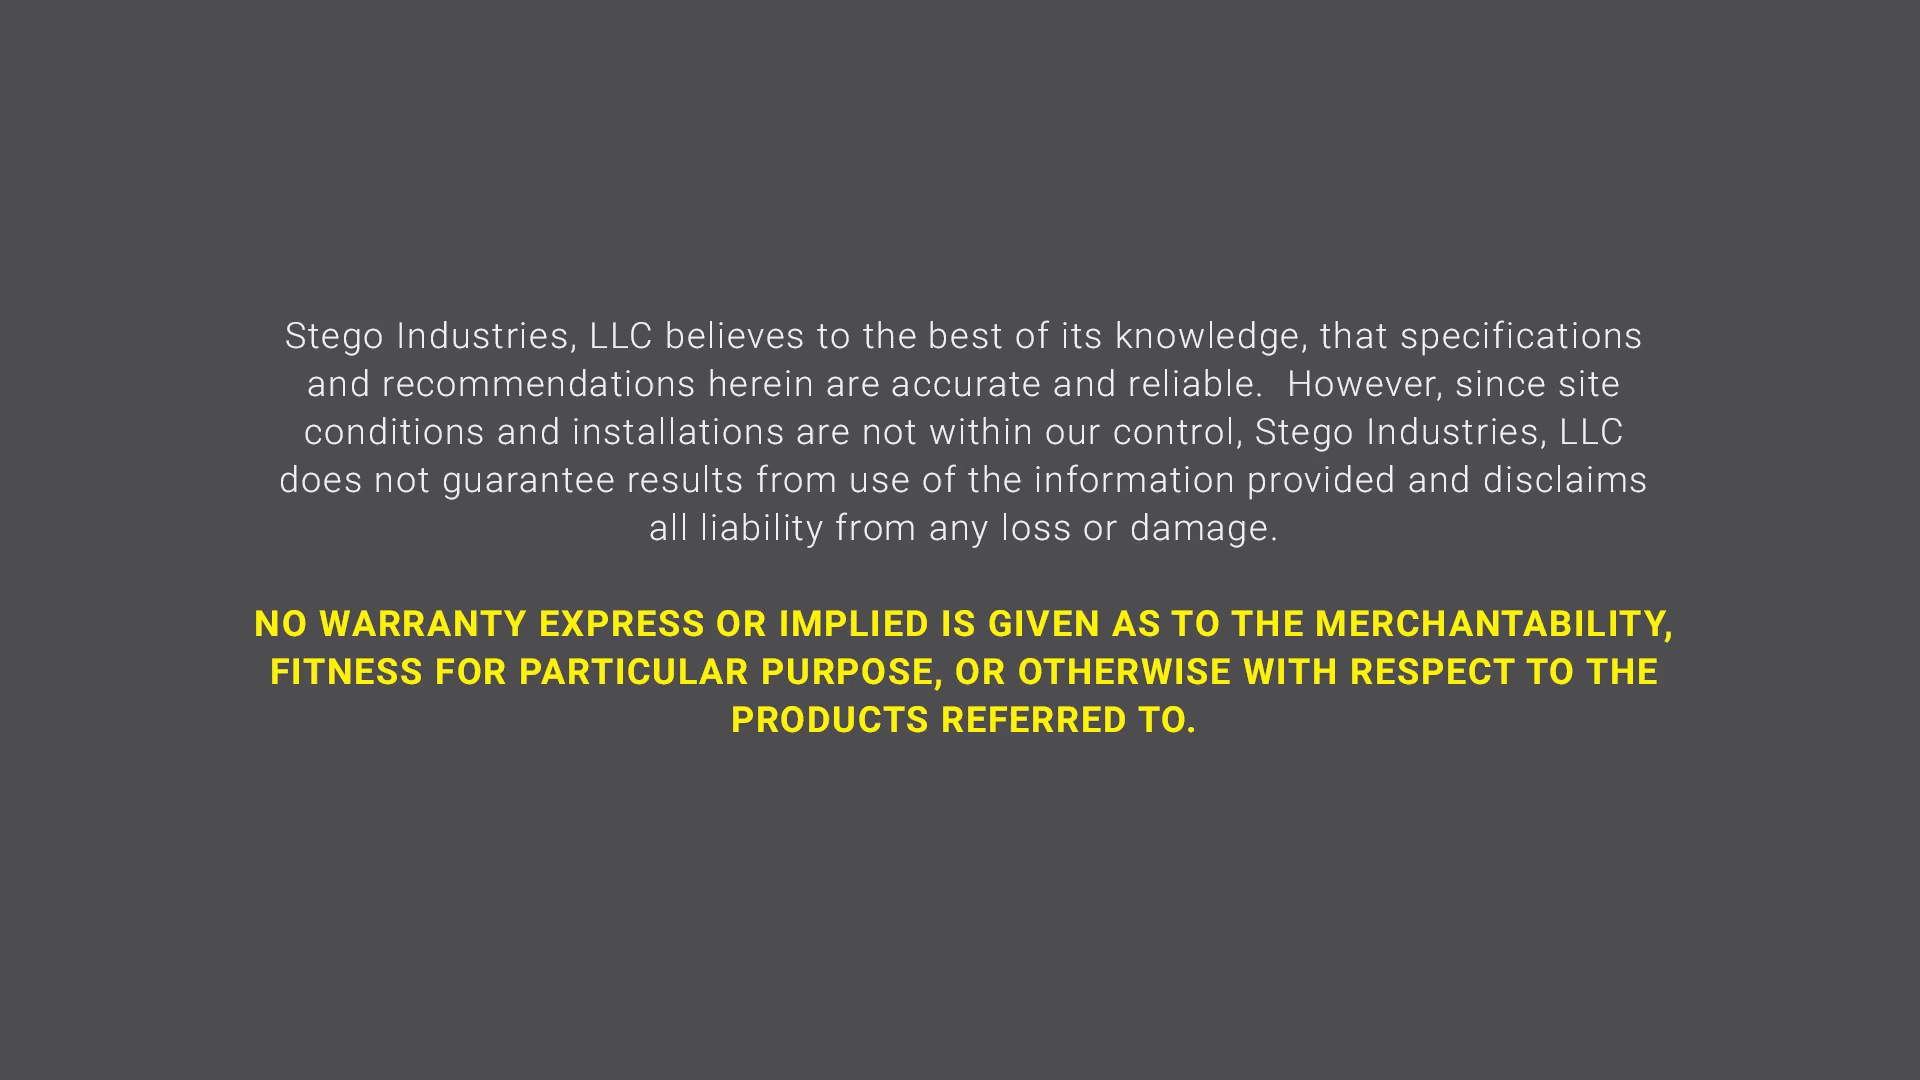 Stego Industries, LLC believes to the best of its knowledge, that specifications
and recommendations herein are accurate and reliable.  However, since site
conditions and installations are not within our control, Stego Industries, LLC
does not guarantee results from use of the information provided and disclaims
all liability from any loss or damage.
NO WARRANTY EXPRESS OR IMPLIED IS GIVEN AS TO THE MERCHANTABILITY,
FITNESS FOR PARTICULAR PURPOSE, OR OTHERWISE WITH RESPECT TO THE
PRODUCTS REFERRED TO.